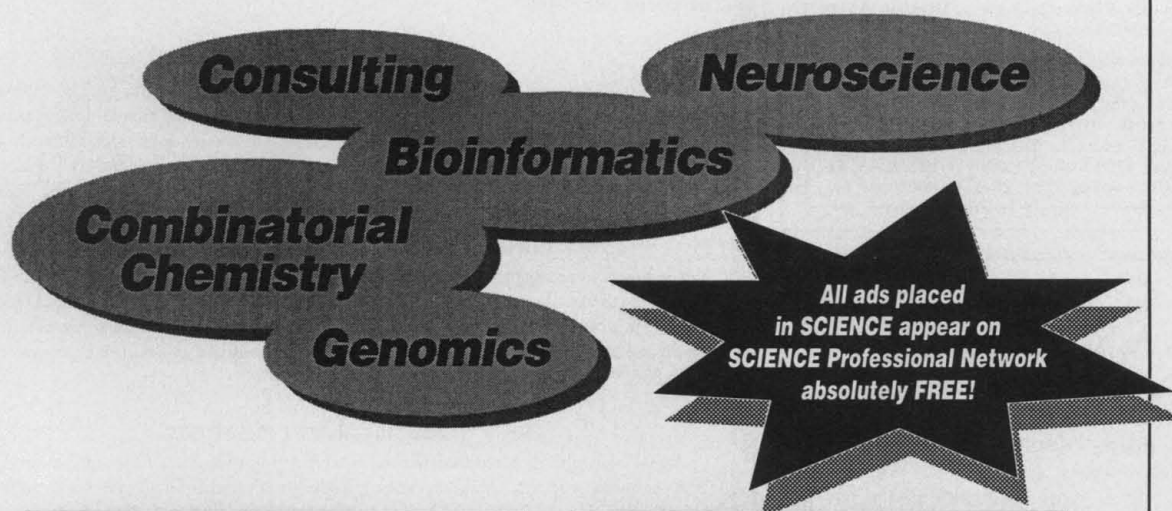 Consulting
Neuroscience
Bioinformatics
Combinatorial
Chemistry
Genomics
All ads placed
in SCIENCE appear on
SCIENCE Professional Network
absolutely FREE!